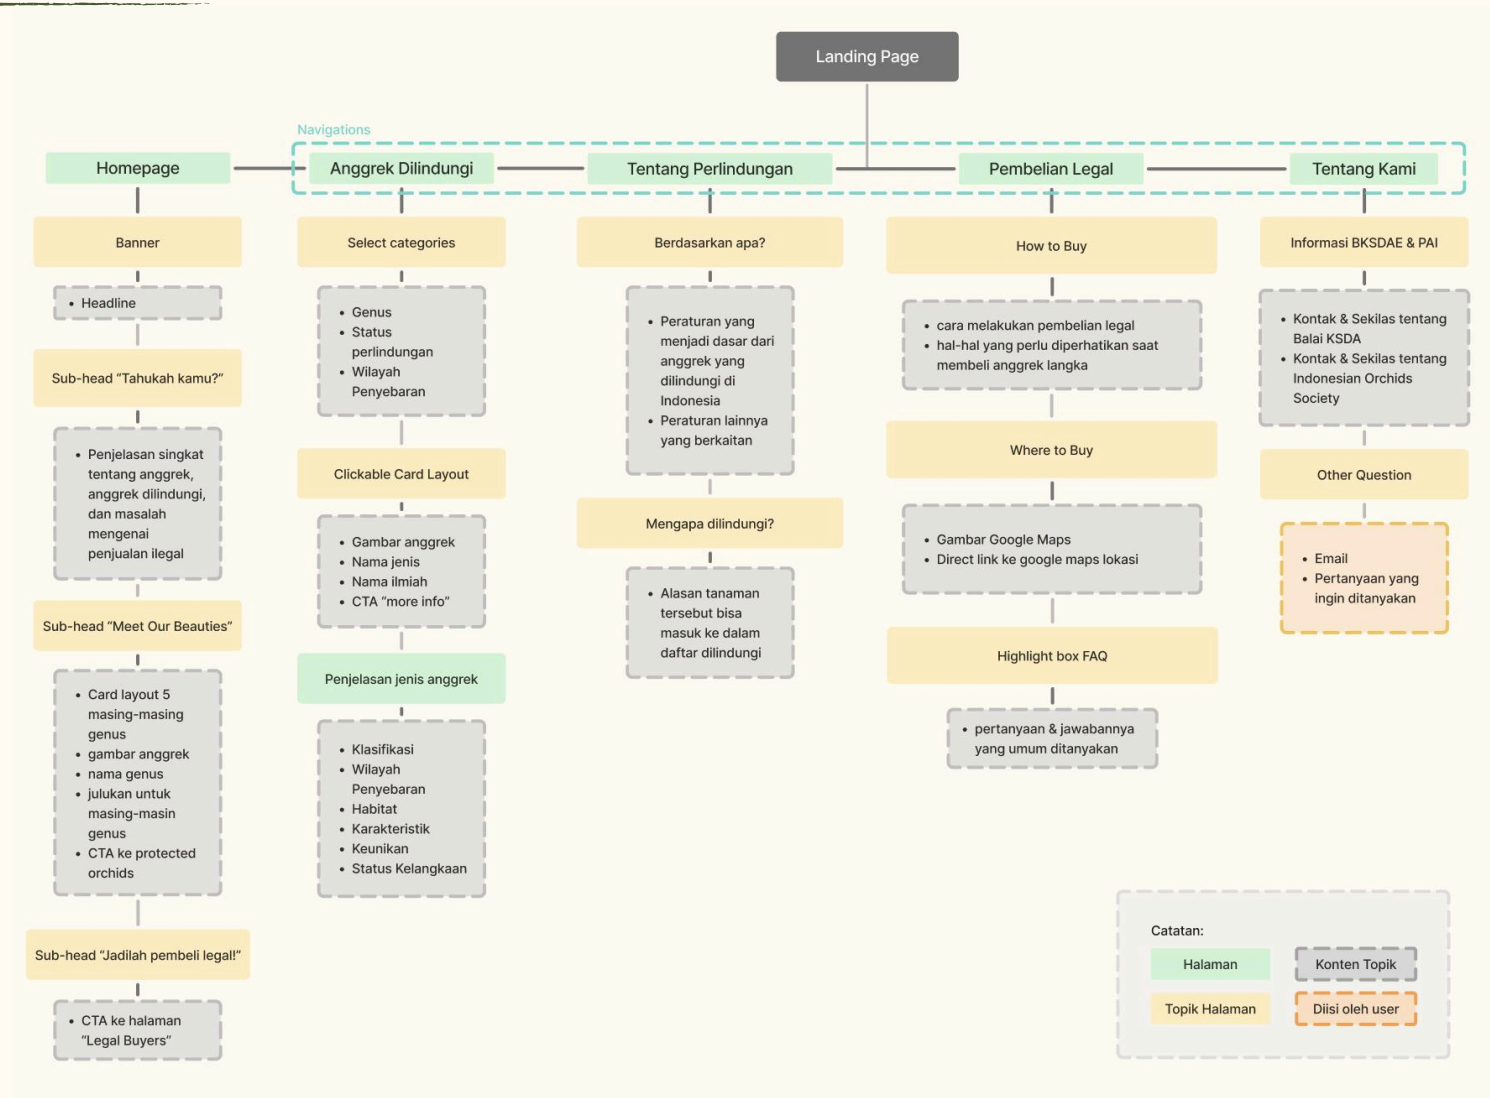 Landing Page
Navigations
Homepage
Anggrek Dilindungi
Tentang Perlindungan
Pembelian Legal
Tentang Kami
Banner
• Headline
Sub-head “Tahukah kamu?”
• Penjelasan singkat
tentang anggrek,
anggrek dilindungi,
dan masalah
mengenai
penjualan ilegal
Sub-head “Meet Our Beauties”
• Card layout 5
masing-masing
genus
• gambar anggrek
• nama genus
• julukan untuk
masing-masin
genus
• CTA ke protected
orchids
Sub-head “Jadilah pembeli legal!”
• CTA ke halaman
“Legal Buyers”
Select categories
• Genus
• Status
perlindungan
• Wilayah
Penyebaran
Clickable Card Layout
• Gambar anggrek
• Nama jenis
• Nama ilmiah
• CTA “more info”
Penjelasan jenis anggrek
• Klasifikasi
• Wilayah
Penyebaran
• Habitat
• Karakteristik
• Keunikan
• Status Kelangkaan
Berdasarkan apa?
• Peraturan yang
menjadi dasar dari
anggrek yang
dilindungi di
Indonesia
• Peraturan lainnya
yang berkaitan
Mengapa dilindungi?
• Alasan tanaman
tersebut bisa
masuk ke dalam
daftar dilindungi
How to Buy
• cara melakukan pembelian legal
• hal-hal yang perlu diperhatikan saat
membeli anggrek langka
Where to Buy
• Gambar Google Maps
• Direct link ke google maps lokasi
Highlight box FAQ
• pertanyaan & jawabannya
yang umum ditanyakan
Informasi BKSDAE & PAI
• Kontak & Sekilas tentang
Balai KSDA
• Kontak & Sekilas tentang
Indonesian Orchids
Society
Other Question
• Email
• Pertanyaan yang
ingin ditanyakan
Catatan:
Halaman
Konten Topik
Topik Halaman
Diisi oleh user